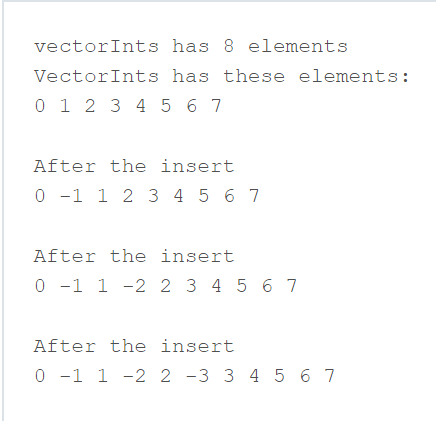 vectorInts has 8 elements
VectorInts has these elements:
0 1 2 3 4 5 6 7
After the insert
0 -1 1 2 3 4 5 6 7
After the insert
0 -1 1 -2 2 3 4 5 6 7
After the insert
0 -1 1 -2 2 -3 3 4 5 6 7